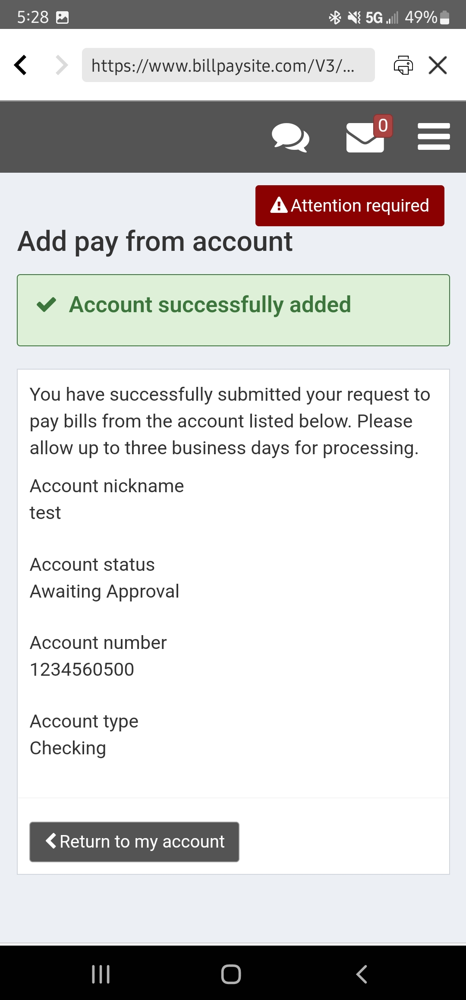 5:28
5G
49%
https://www.billpaysite.com/V3/...
0
Attention required
Add pay from account
Account successfully added
You have successfully submitted your request to
pay bills from the account listed below. Please
allow up to three business days for processing.
Account nickname
test
Account status
Awaiting Approval
Account number
1234560500
Account type
Checking
Return to my account